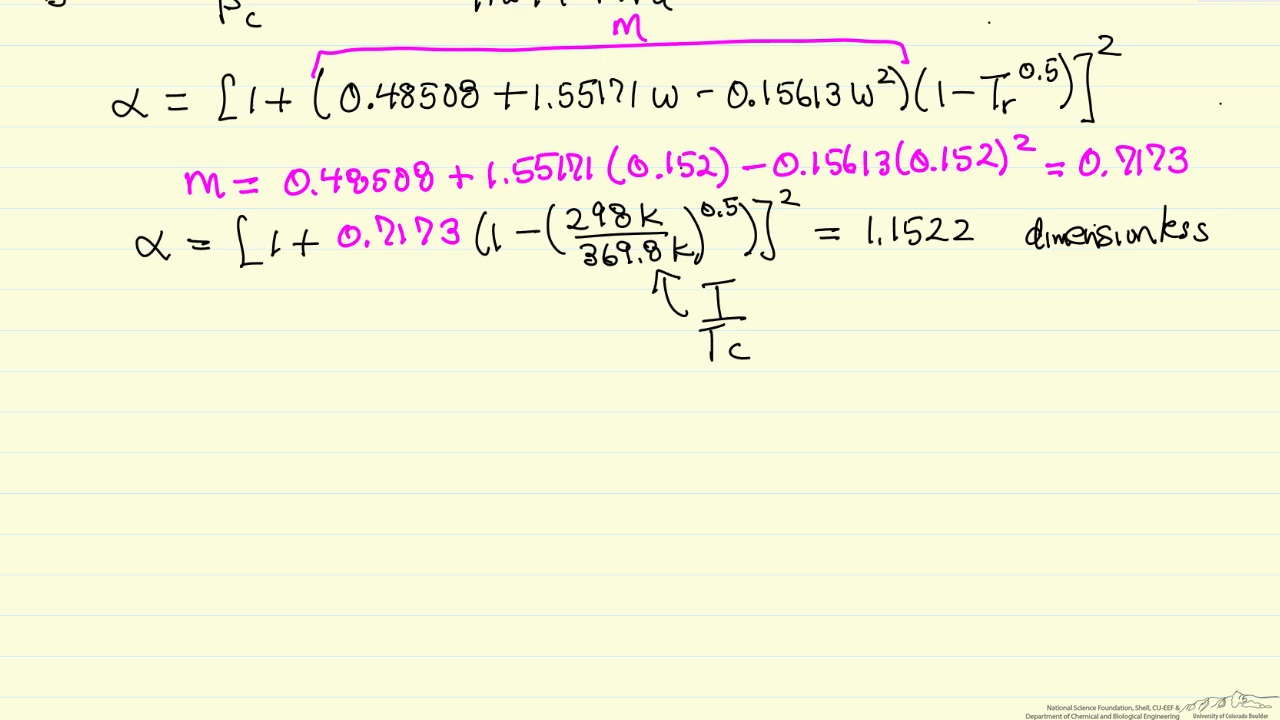 Pc
m
α = [1 + (0.48508 + 1.55171 ω - 0.15613 ω²)(1 - Tr^0.5)]²
m = 0.48508 + 1.55171 (0.152) - 0.15613 (0.152)² = 0.7173
α = [1 + 0.7173 (1 - (298 K / 369.8 K)^0.5)]² = 1.1522 dimensionless
T / Tc
National Science Foundation, Shell, CU-EEF &
Department of Chemical and Biological Engineering
University of Colorado Boulder